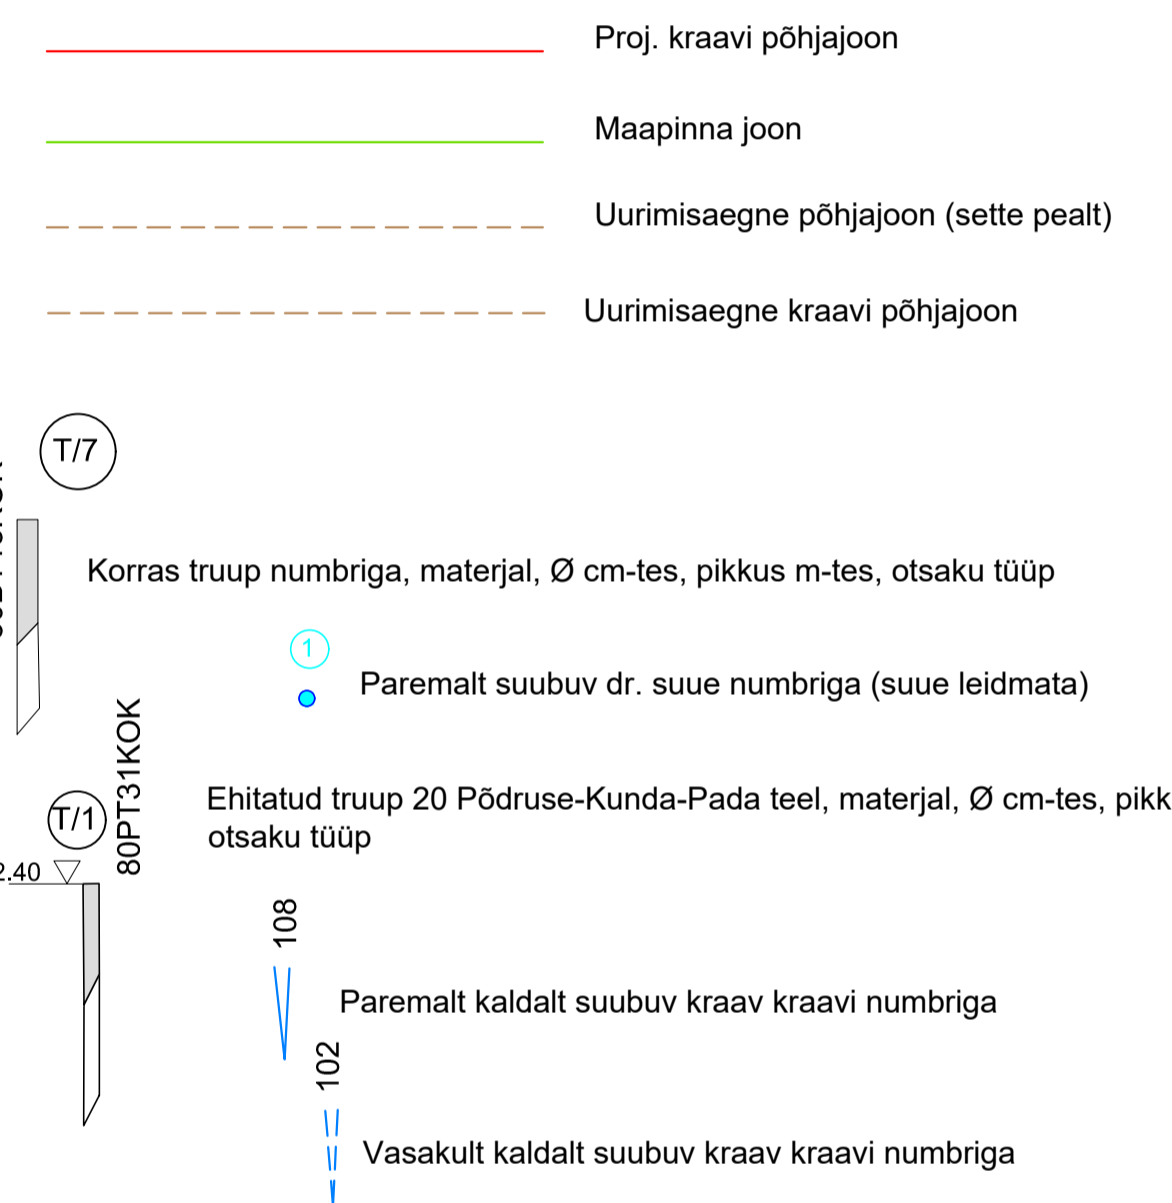 Proj. kraavi põhjajoon
Maapinna joon
Uurimisaegne põhjajoon (sette pealt)
Uurimisaegne kraavi põhjajoon
T/7
Korras truup numbriga, materjal, Ø cm-tes, pikkus m-tes, otsaku tüüp
1
Paremalt suubuv dr. suue numbriga (suue leidmata)
80PT31KOK
T/1
Ehitatud truup 20 Põdruse-Kunda-Pada teel, materjal, Ø cm-tes, pikk
otsaku tüüp
2.40
108
Paremalt kaldalt suubuv kraav kraavi numbriga
102
Vasakult kaldalt suubuv kraav kraavi numbriga